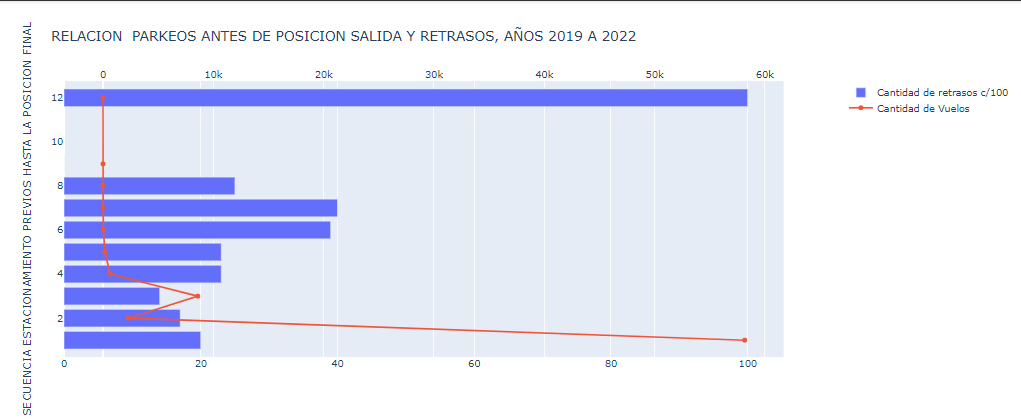 RELACION  PARKEOS ANTES DE POSICION SALIDA Y RETRASOS, AÑOS 2019 A 2022
0 10k 20k 30k 40k 50k 60k
Cantidad de retrasos c/100
Cantidad de Vuelos
SECUENCIA ESTACIONAMIENTO PREVIOS HASTA LA POSICION FINAL
12
10
8
6
4
2
0 20 40 60 80 100